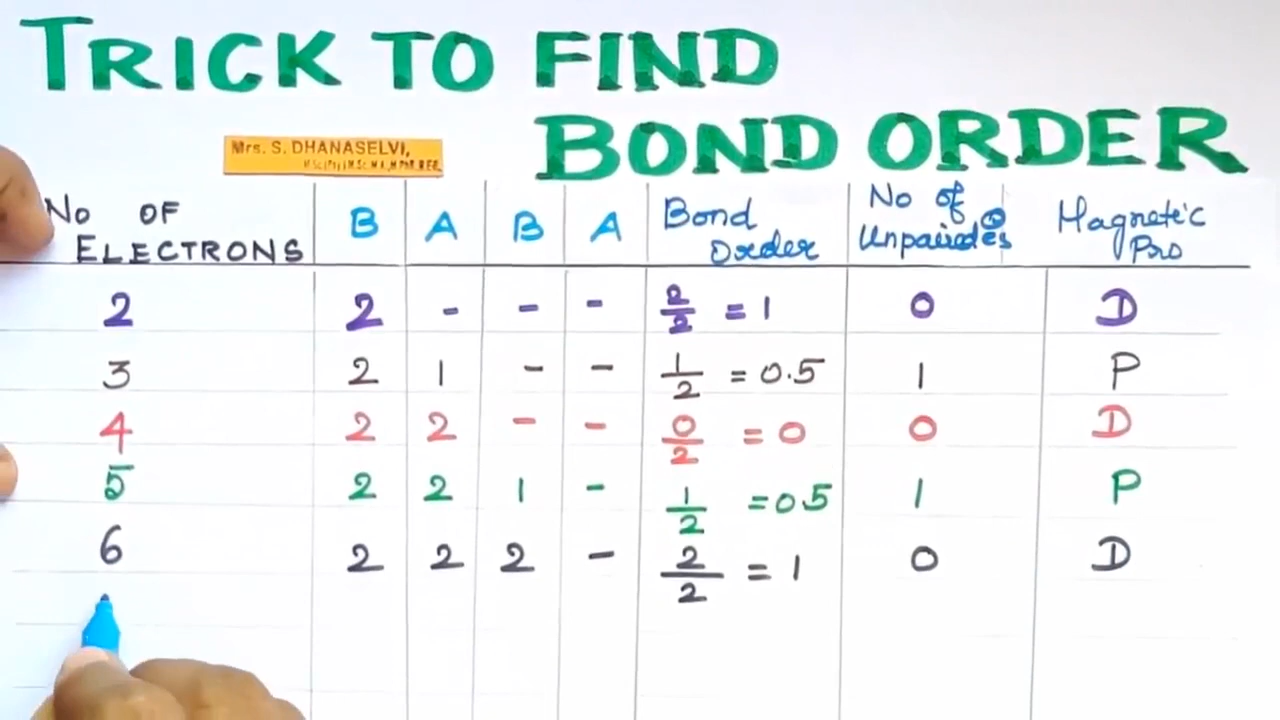 TRICK TO FIND
BOND ORDER
Mrs. S. DHANASELVI,
No OF ELECTRONS B A B A Bond Order No of Unpaired es Magnetic Pro
2 2 - - - 2/2 = 1 0 D
3 2 1 - - 1/2 = 0.5 1 P
4 2 2 - - 0/2 = 0 0 D
5 2 2 1 - 1/2 = 0.5 1 P
6 2 2 2 - 2/2 = 1 0 D